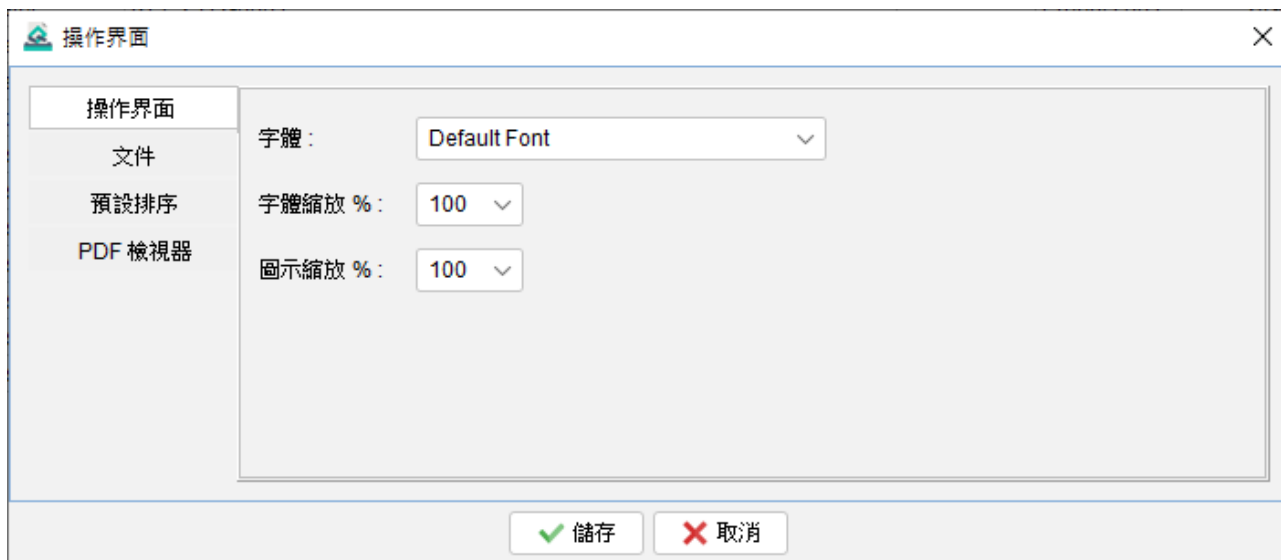 操作界面
操作界面
文件
預設排序
PDF 檢視器
字體 : Default Font
字體縮放 % : 100
圖示縮放 % : 100
儲存 取消